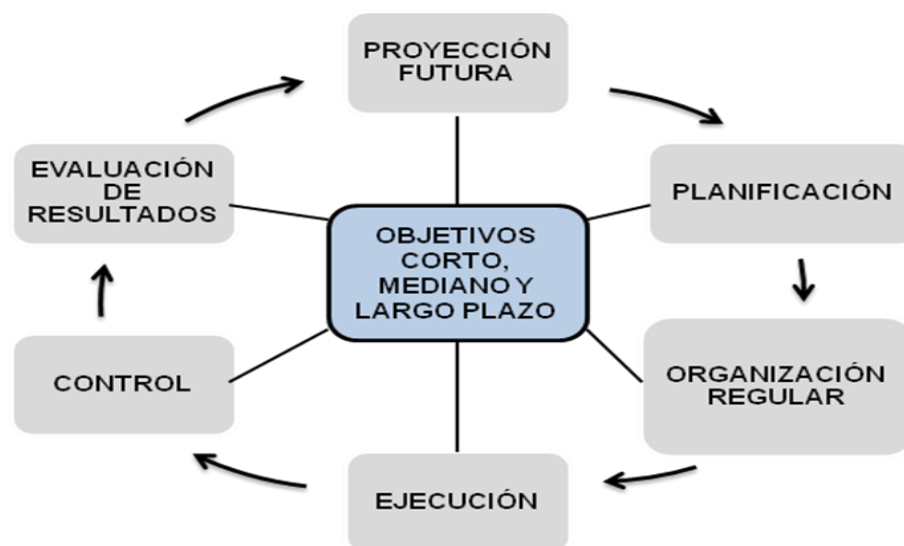 PROYECCIÓN
FUTURA
PLANIFICACIÓN
ORGANIZACIÓN
REGULAR
EJECUCIÓN
CONTROL
EVALUACIÓN
DE
RESULTADOS
OBJETIVOS
CORTO,
MEDIANO Y
LARGO PLAZO